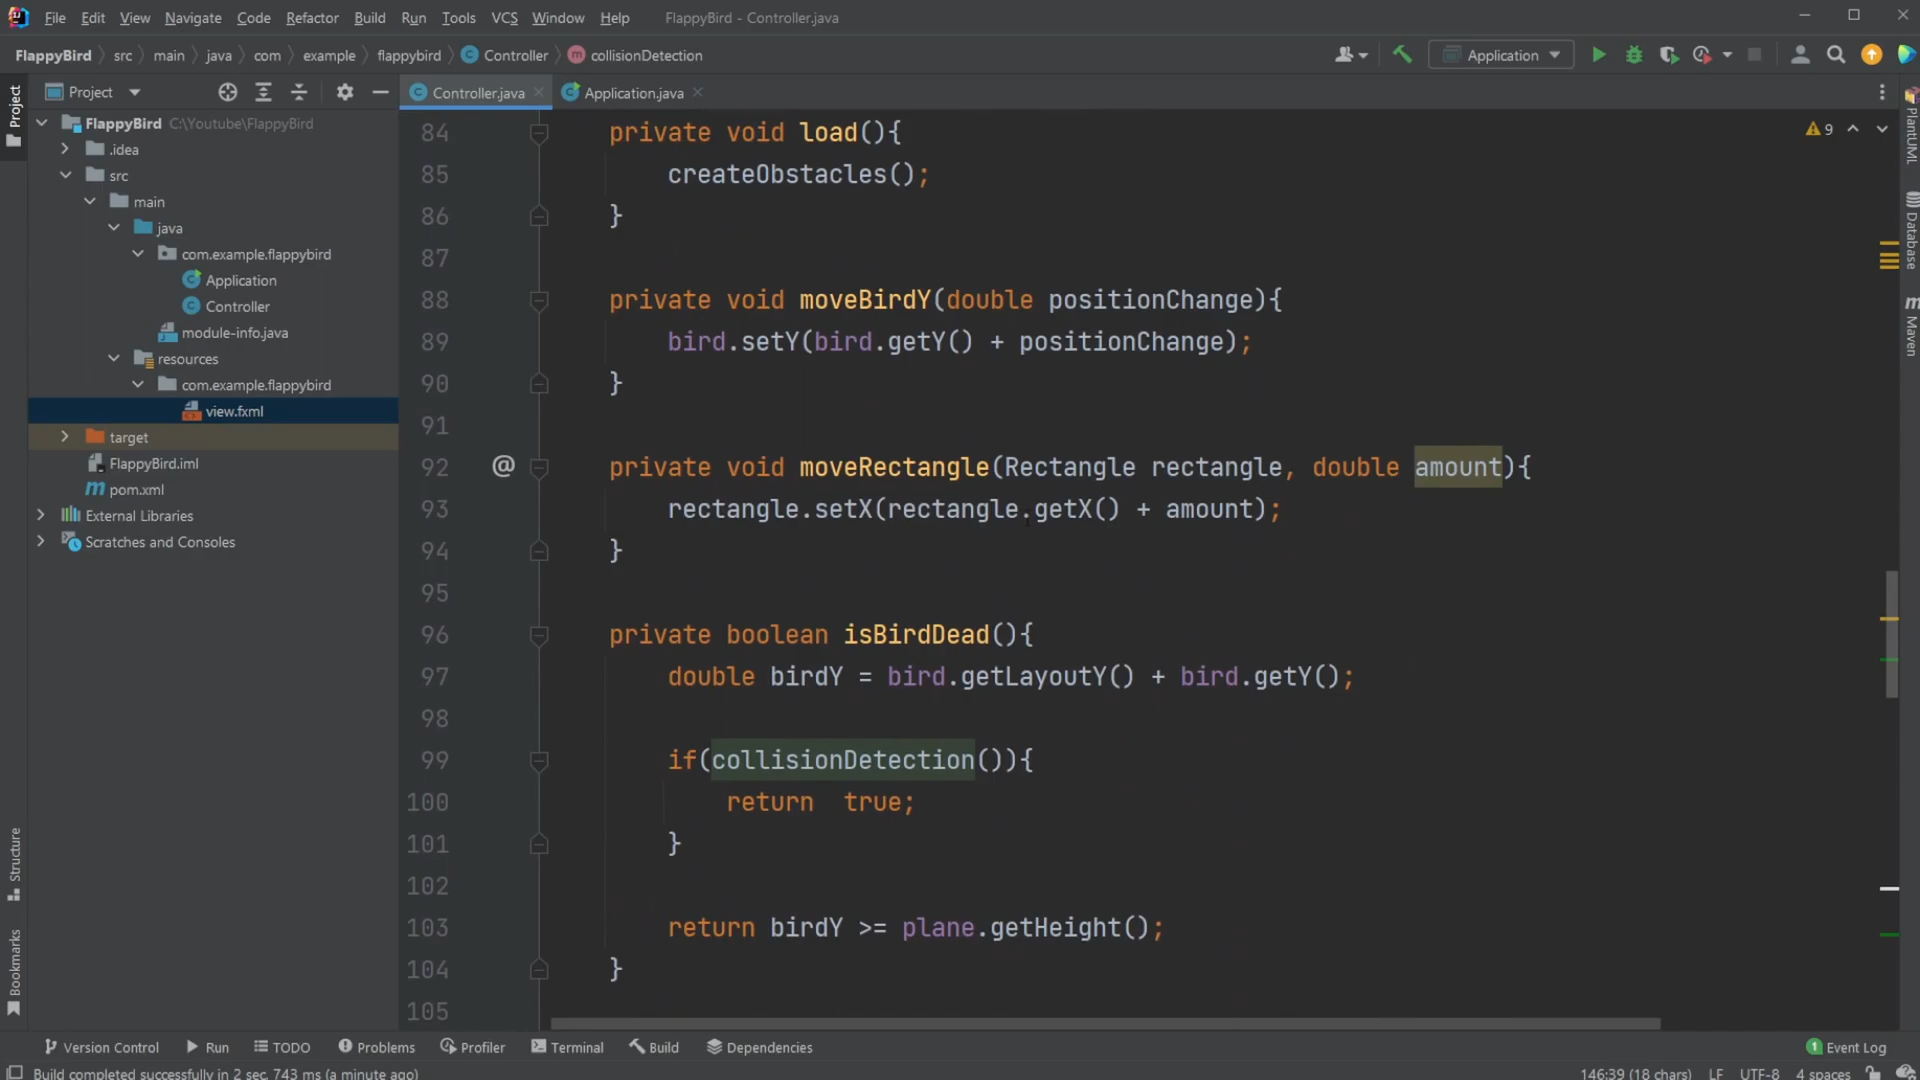 File Edit View Navigate Code Refactor Build Run Tools VCS Window Help FlappyBird - Controller.java
FlappyBird src main java com example flappybird Controller collisionDetection Application
Project Controller.java Application.java
Project
FlappyBird C:\Youtube\FlappyBird
.idea
src
main
java
com.example.flappybird
Application
Controller
module-info.java
resources
com.example.flappybird
view.fxml
target
FlappyBird.iml
pom.xml
External Libraries
Scratches and Consoles
Structure
Bookmarks
84 private void load(){
85 createObstacles();
86 }
87
88 private void moveBirdY(double positionChange){
89 bird.setY(bird.getY() + positionChange);
90 }
91
92 @ private void moveRectangle(Rectangle rectangle, double amount){
93 rectangle.setX(rectangle.getX() + amount);
94 }
95
96 private boolean isBirdDead(){
97 double birdY = bird.getLayoutY() + bird.getY();
98
99 if(collisionDetection()){
100 return  true;
101 }
102
103 return birdY >= plane.getHeight();
104 }
105
9
PlantUML
Database
Maven
Version Control Run TODO Problems Profiler Terminal Build Dependencies 1 Event Log
Build completed successfully in 2 sec, 743 ms (a minute ago) 146:39 (18 chars) LF UTF-8 4 spaces